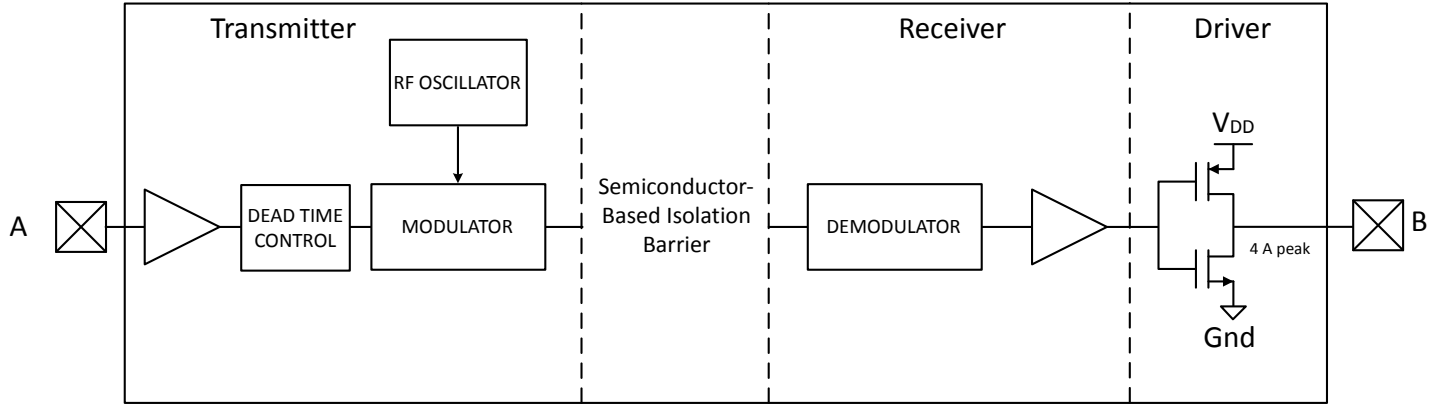 Transmitter
Receiver
Driver
RF OSCILLATOR
V_DD
A
DEAD TIME
CONTROL
MODULATOR
Semiconductor-
Based Isolation
Barrier
DEMODULATOR
4 A peak
B
Gnd